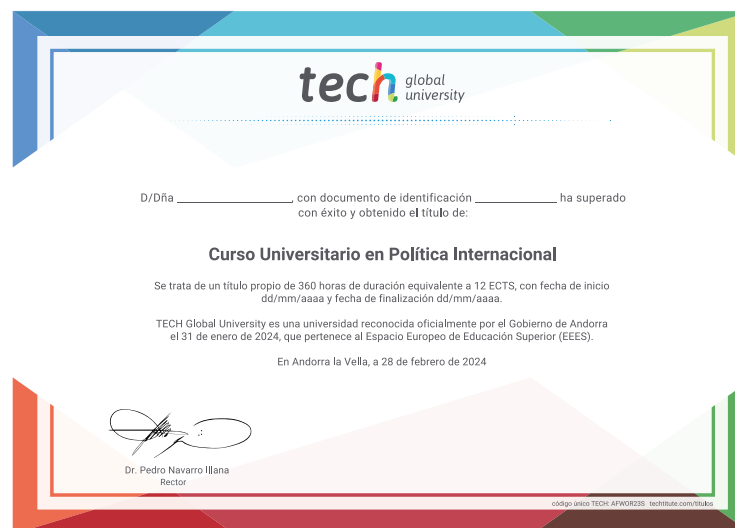 tech global university
D/Dña ______________, con documento de identificación __________ ha superado
con éxito y obtenido el título de:
Curso Universitario en Política Internacional
Se trata de un título propio de 360 horas de duración equivalente a 12 ECTS, con fecha de inicio
dd/mm/aaaa y fecha de finalización dd/mm/aaaa.
TECH Global University es una universidad reconocida oficialmente por el Gobierno de Andorra
el 31 de enero de 2024, que pertenece al Espacio Europeo de Educación Superior (EEES).
En Andorra la Vella, a 28 de febrero de 2024
Dr. Pedro Navarro Illana
Rector
código único TECH: AFWOR23S techtitute.com/titulos